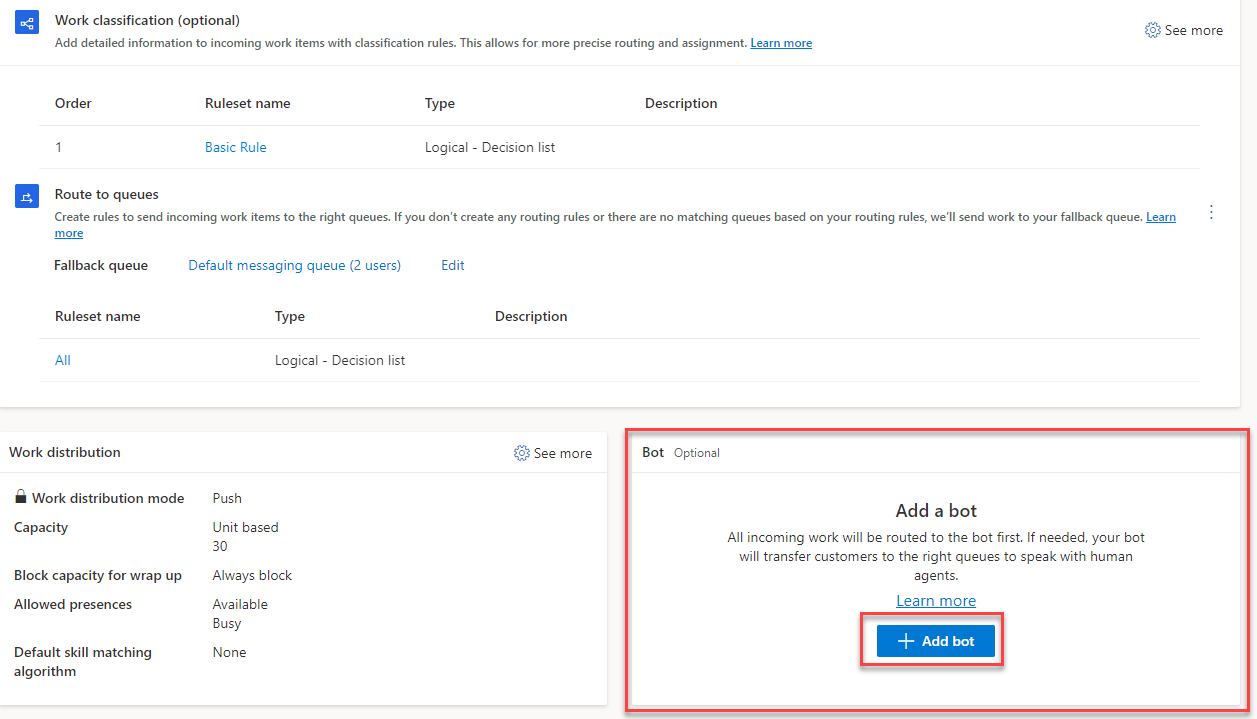 Work classification (optional)
Add detailed information to incoming work items with classification rules. This allows for more precise routing and assignment. Learn more
See more
Order Ruleset name Type Description
1 Basic Rule Logical - Decision list
Route to queues
Create rules to send incoming work items to the right queues. If you don't create any routing rules or there are no matching queues based on your routing rules, we'll send work to your fallback queue. Learn
more
Fallback queue Default messaging queue (2 users) Edit
Ruleset name Type Description
All Logical - Decision list
Work distribution See more
Work distribution mode Push
Capacity Unit based
30
Block capacity for wrap up Always block
Allowed presences Available
Busy
Default skill matching None
algorithm
Bot Optional
Add a bot
All incoming work will be routed to the bot first. If needed, your bot
will transfer customers to the right queues to speak with human
agents.
Learn more
Add bot